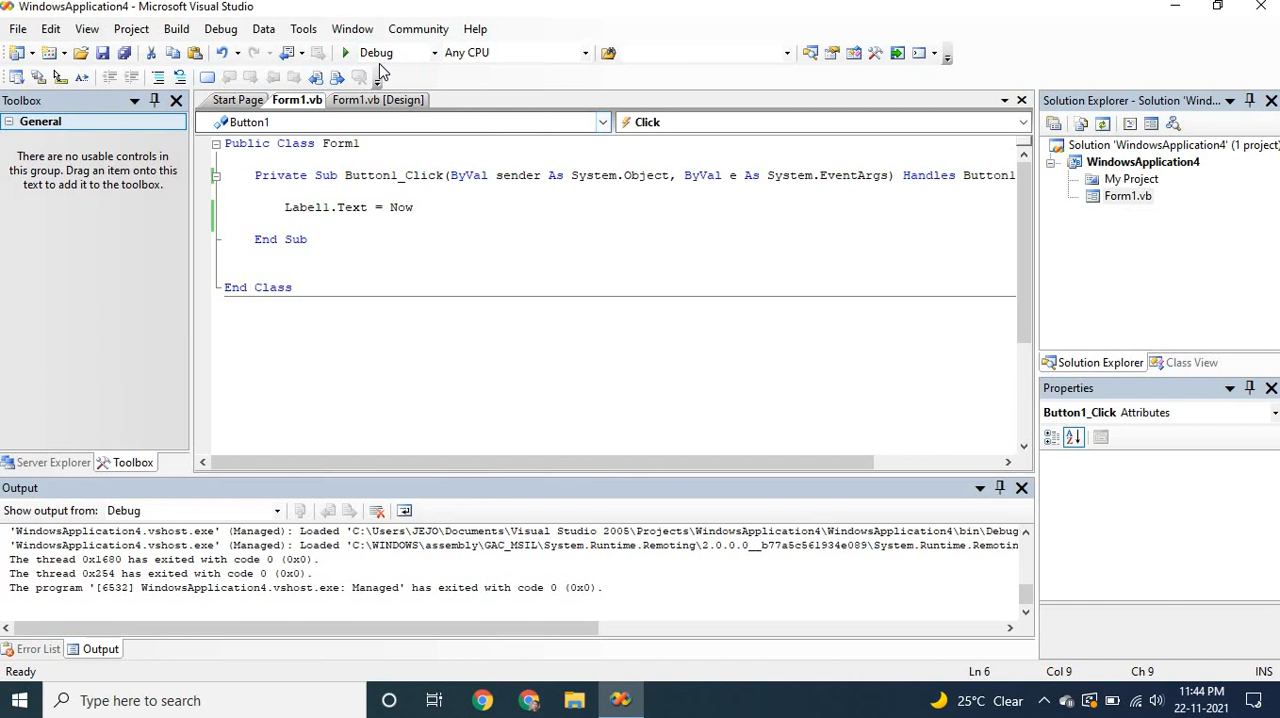 WindowsApplication4 - Microsoft Visual Studio
File Edit View Project Build Debug Data Tools Window Community Help
Debug Any CPU
Toolbox
Start Page Form1.vb Form1.vb [Design]
Solution Explorer - Solution 'Wind...
General
Button1 Click
There are no usable controls in this group. Drag an item onto this text to add it to the toolbox.
Public Class Form1
Private Sub Button1_Click(ByVal sender As System.Object, ByVal e As System.EventArgs) Handles Button1
Label1.Text = Now
End Sub
End Class
Solution 'WindowsApplication4' (1 project)
WindowsApplication4
My Project
Form1.vb
Solution Explorer Class View
Properties
Button1_Click Attributes
Server Explorer Toolbox
Output
Show output from: Debug
'WindowsApplication4.vshost.exe' (Managed): Loaded 'C:\Users\JEJO\Documents\Visual Studio 2005\Projects\WindowsApplication4\WindowsApplication4\bin\Debug
'WindowsApplication4.vshost.exe' (Managed): Loaded 'C:\WINDOWS\assembly\GAC_MSIL\System.Runtime.Remoting\2.0.0.0__b77a5c561934e089\System.Runtime.Remotin
The thread 0x1680 has exited with code 0 (0x0).
The thread 0x254 has exited with code 0 (0x0).
The program '[6532] WindowsApplication4.vshost.exe: Managed' has exited with code 0 (0x0).
Error List Output
Ready Ln 6 Col 9 Ch 9 INS
Type here to search
25°C Clear
11:44 PM
22-11-2021